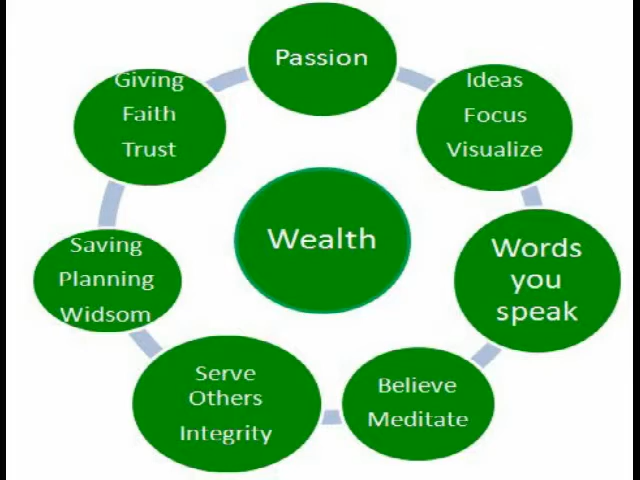 Passion
Ideas
Focus
Visualize
Words
you
speak
Believe
Meditate
Serve
Others
Integrity
Saving
Planning
Widsom
Giving
Faith
Trust
Wealth